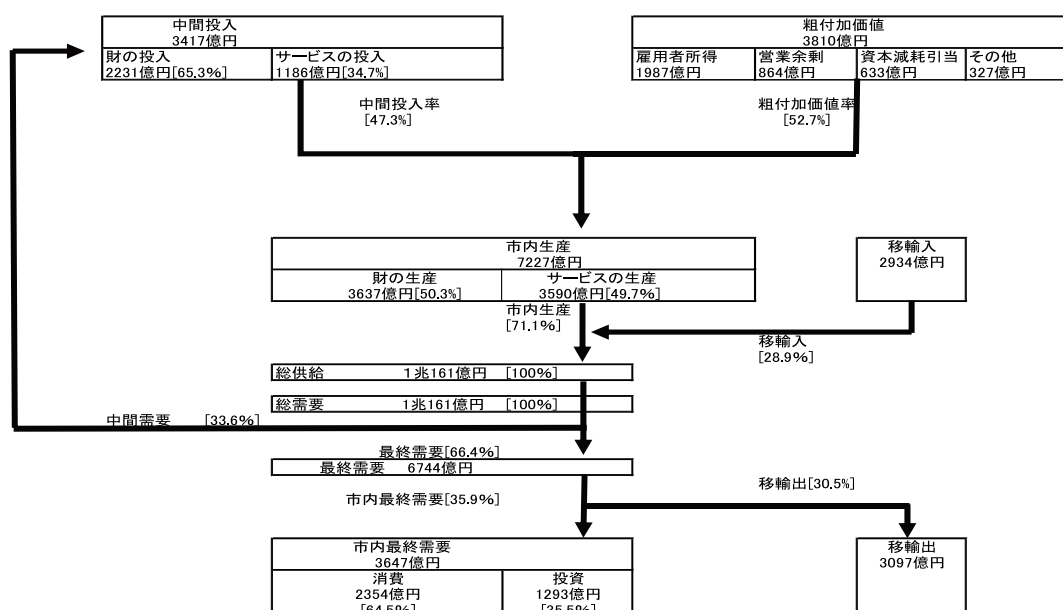 中間投入
3417億円
財の投入
2231億円[65.3%]
サービスの投入
1186億円[34.7%]
粗付加価値
3810億円
雇用者所得
1987億円
営業余剰
864億円
資本減耗引当
633億円
その他
327億円
中間投入率
[47.3%]
粗付加価値率
[52.7%]
市内生産
7227億円
財の生産
3637億円[50.3%]
サービスの生産
3590億円[49.7%]
移輸入
2934億円
市内生産
[71.1%]
移輸入
[28.9%]
総供給 1兆161億円 [100%]
総需要 1兆161億円 [100%]
中間需要 [33.6%]
最終需要[66.4%]
最終需要 6744億円
市内最終需要[35.9%]
移輸出[30.5%]
市内最終需要
3647億円
消費
2354億円
[64.5%]
投資
1293億円
[35.5%]
移輸出
3097億円